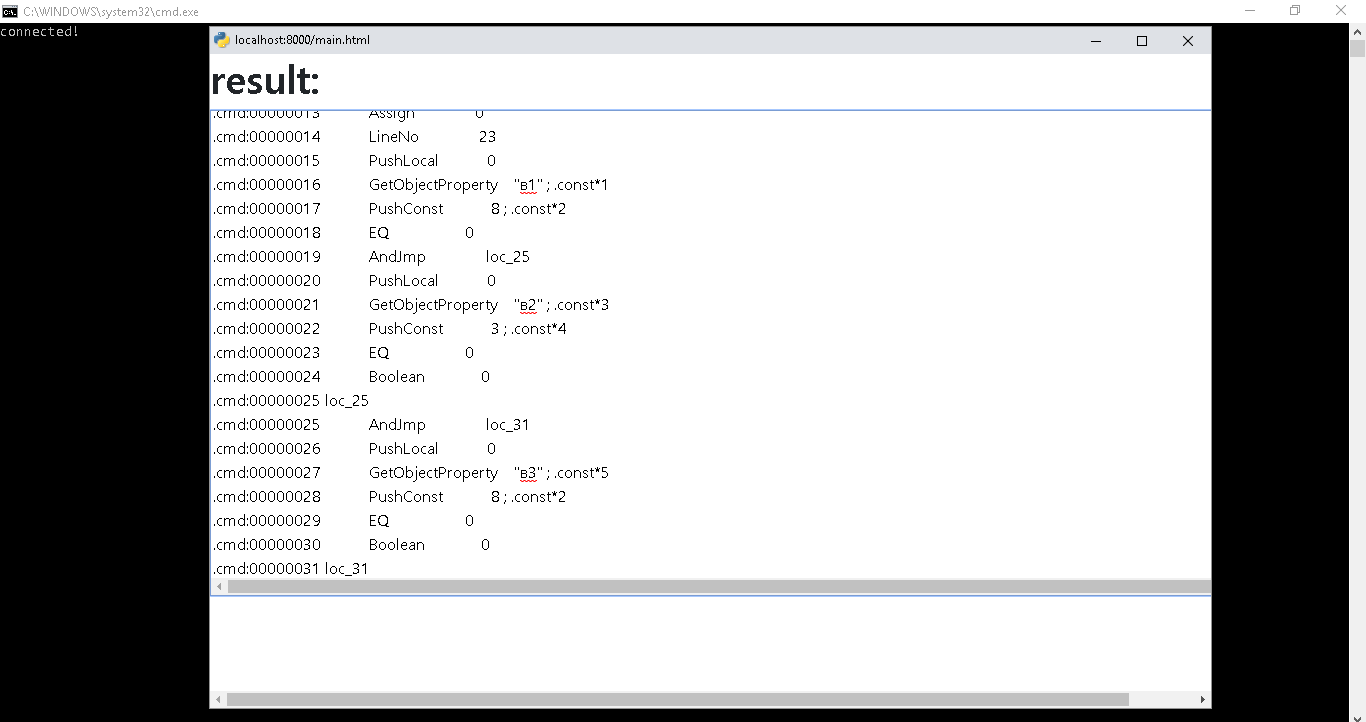 C:\WINDOWS\system32\cmd.exe
connected!
localhost:8000/main.html
result:
.cmd:00000013 Assign 0
.cmd:00000014 LineNo 23
.cmd:00000015 PushLocal 0
.cmd:00000016 GetObjectProperty "в1" ; .const*1
.cmd:00000017 PushConst 8 ; .const*2
.cmd:00000018 EQ 0
.cmd:00000019 AndJmp loc_25
.cmd:00000020 PushLocal 0
.cmd:00000021 GetObjectProperty "в2" ; .const*3
.cmd:00000022 PushConst 3 ; .const*4
.cmd:00000023 EQ 0
.cmd:00000024 Boolean 0
.cmd:00000025 loc_25
.cmd:00000025 AndJmp loc_31
.cmd:00000026 PushLocal 0
.cmd:00000027 GetObjectProperty "в3" ; .const*5
.cmd:00000028 PushConst 8 ; .const*2
.cmd:00000029 EQ 0
.cmd:00000030 Boolean 0
.cmd:00000031 loc_31